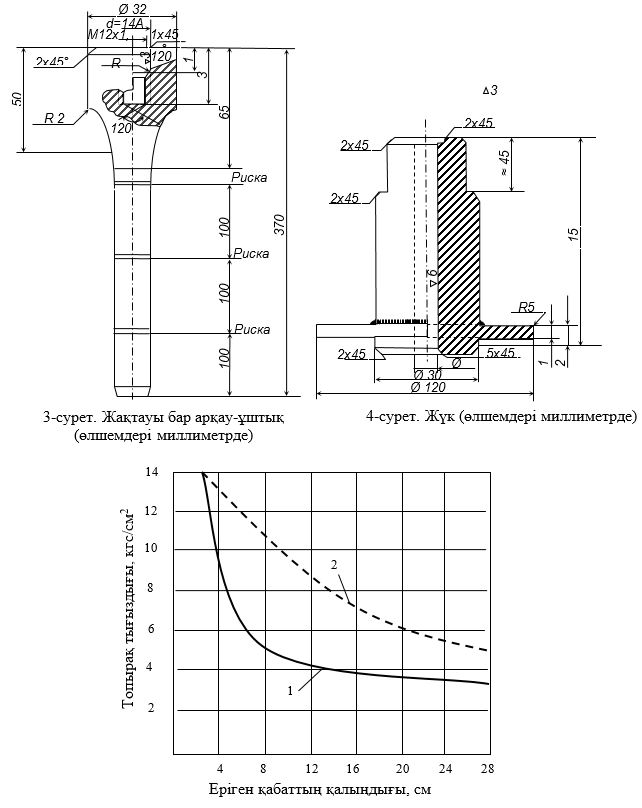 Ø 32
d=14A
M12x1,
1x45
°
120
3
2x45°
R
1
3
50
R 2
120
65
Риска
100
370
Риска
100
Риска
100
3-сурет. Жақтауы бар арқау-ұштық
(өлшемдері миллиметрде)
3
2x45
2x45
≈ 45
2x45
15
6
R5
2x45
5x45
1
2
Ø
Ø 30
Ø 120
4-сурет. Жүк (өлшемдері миллиметрде)
14
12
10
8
6
4
2
Топырақ тығыздығы, кгс/см²
2
1
4 8 12 16 20 24 28
Еріген қабаттың қалыңдығы, см